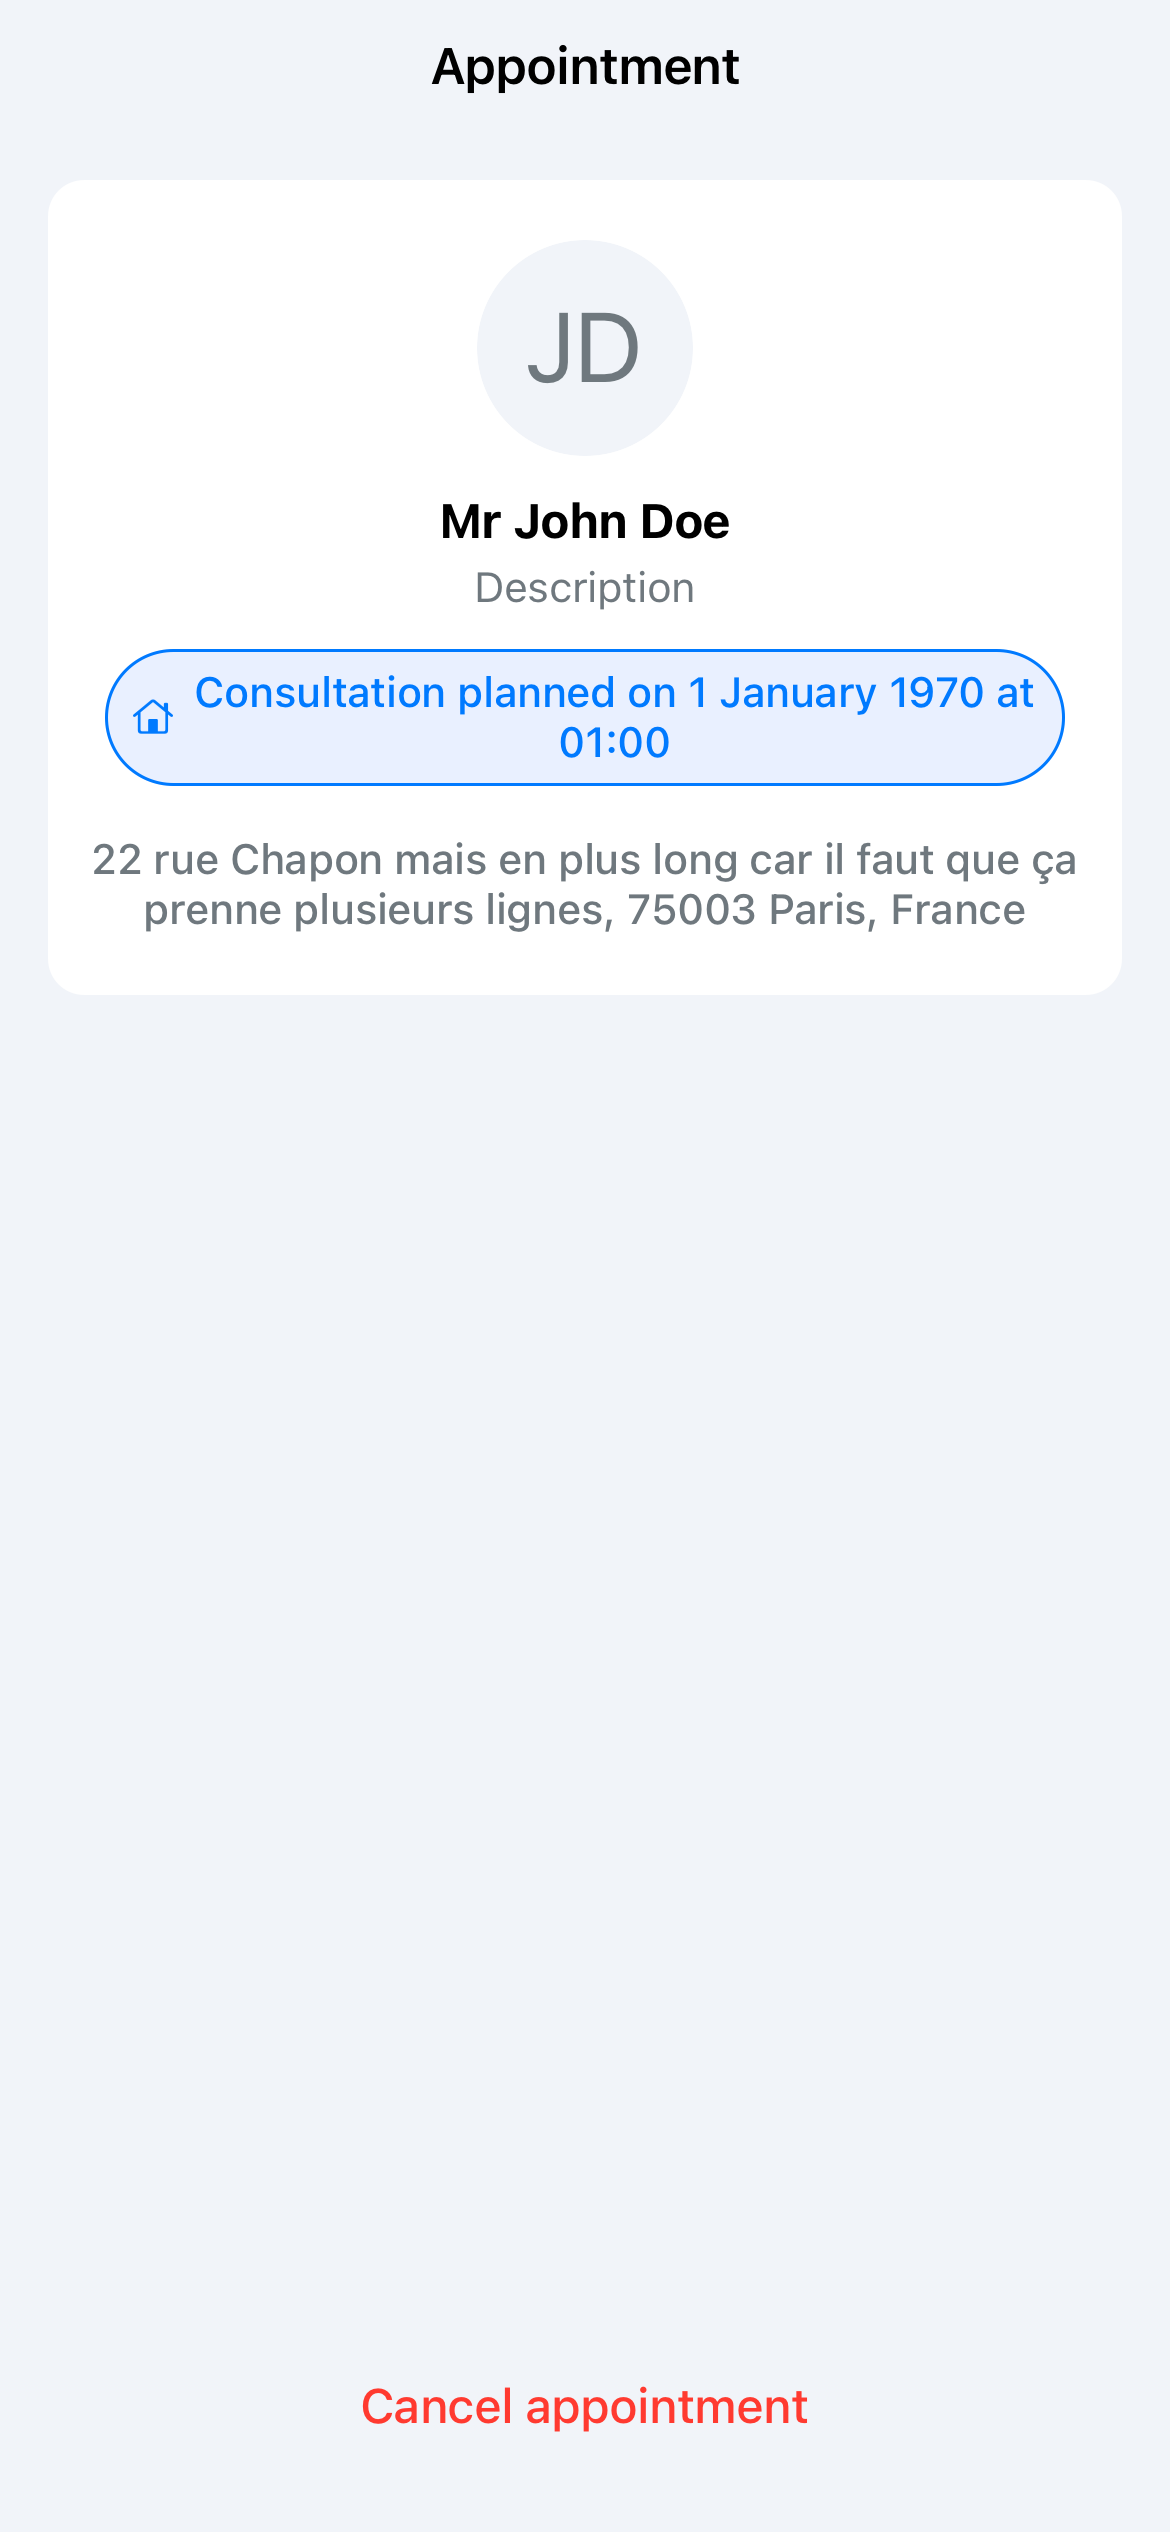 Appointment
JD
Mr John Doe
Description
Consultation planned on 1 January 1970 at
01:00
22 rue Chapon mais en plus long car il faut que ça
prenne plusieurs lignes, 75003 Paris, France
Cancel appointment